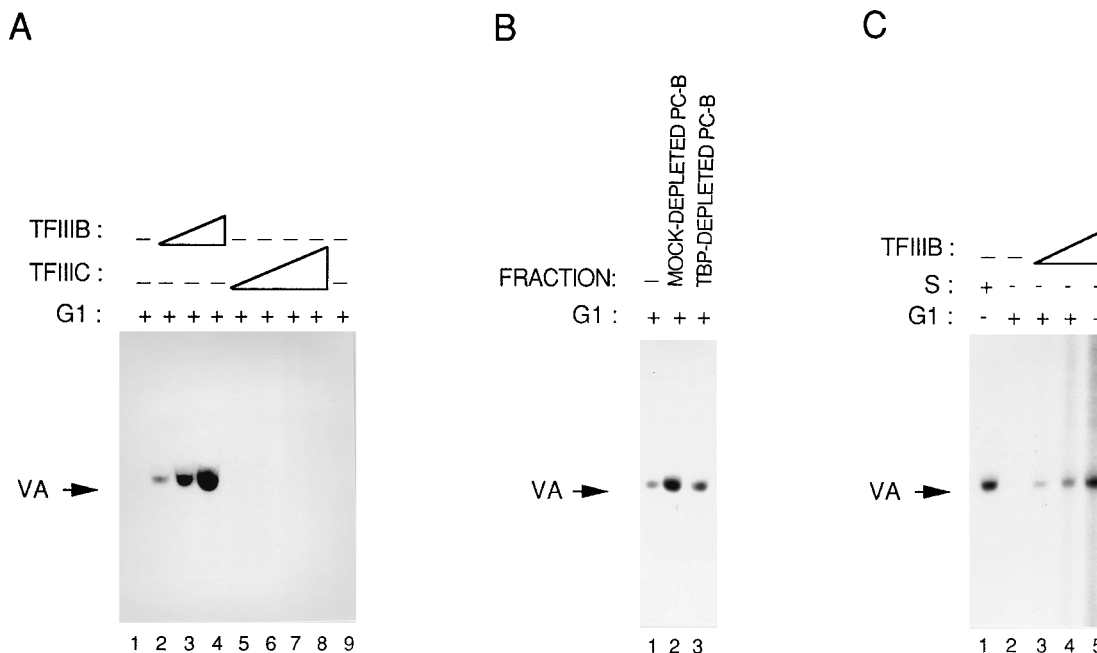 A
TFIIIB : – – – – – –
TFIIIC : – – – – –
G1 : + + + + + + + + +
VA
1 2 3 4 5 6 7 8 9
B
MOCK-DEPLETED PC-B
TBP-DEPLETED PC-B
FRACTION: –
G1 : + + +
VA
1 2 3
C
TFIIIB : – –
S : + - - - -
G1 : - + + + -
VA
1 2 3 4 5